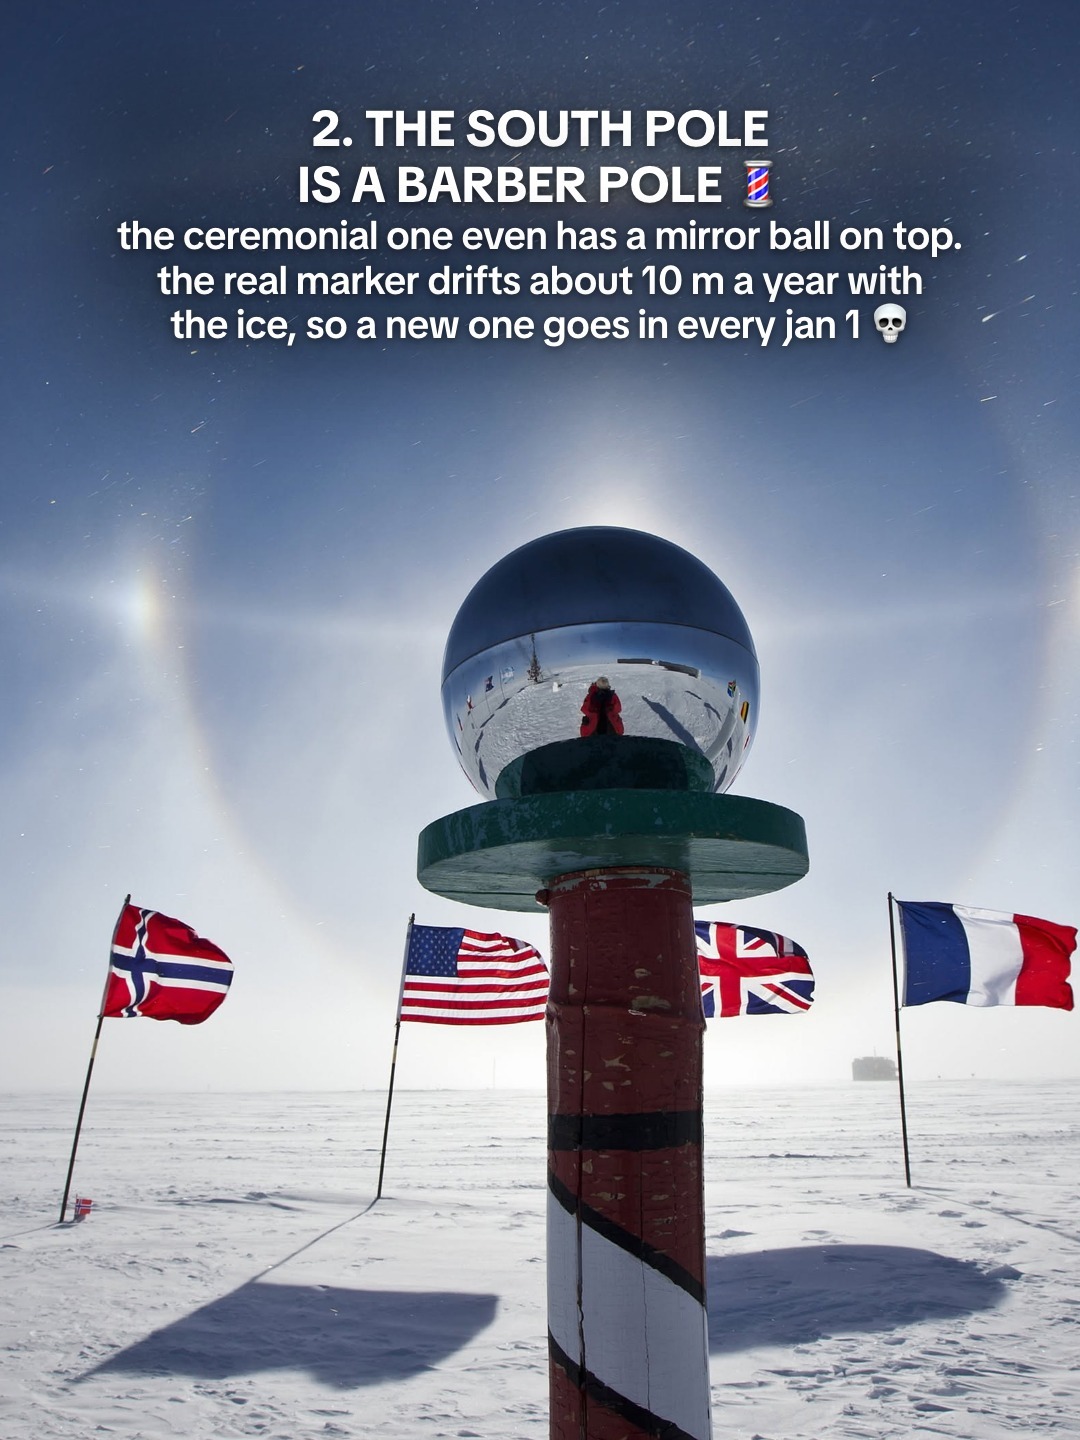 2. THE SOUTH POLE
IS A BARBER POLE 💈
the ceremonial one even has a mirror ball on top.
the real marker drifts about 10 m a year with
the ice, so a new one goes in every jan 1 💀